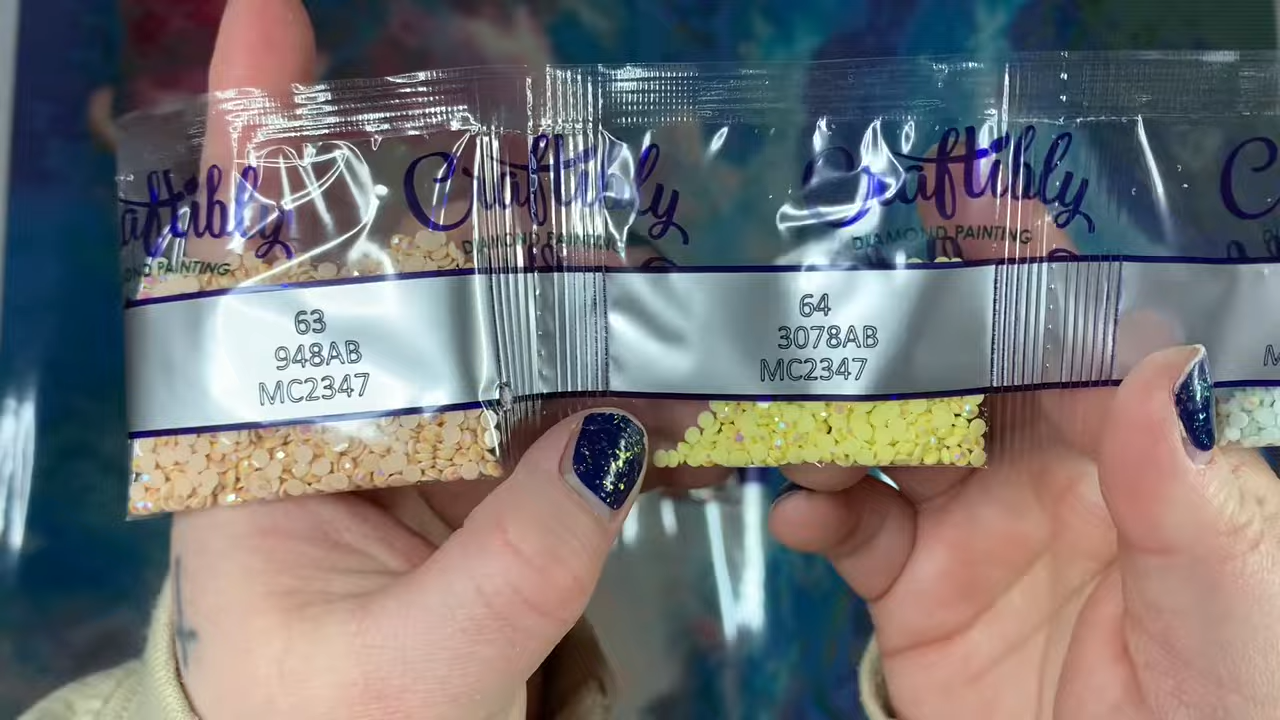 Craftibly
DIAMOND PAINTING
Craftibly
DIAMOND PAINTING
63
948AB
MC2347
64
3078AB
MC2347